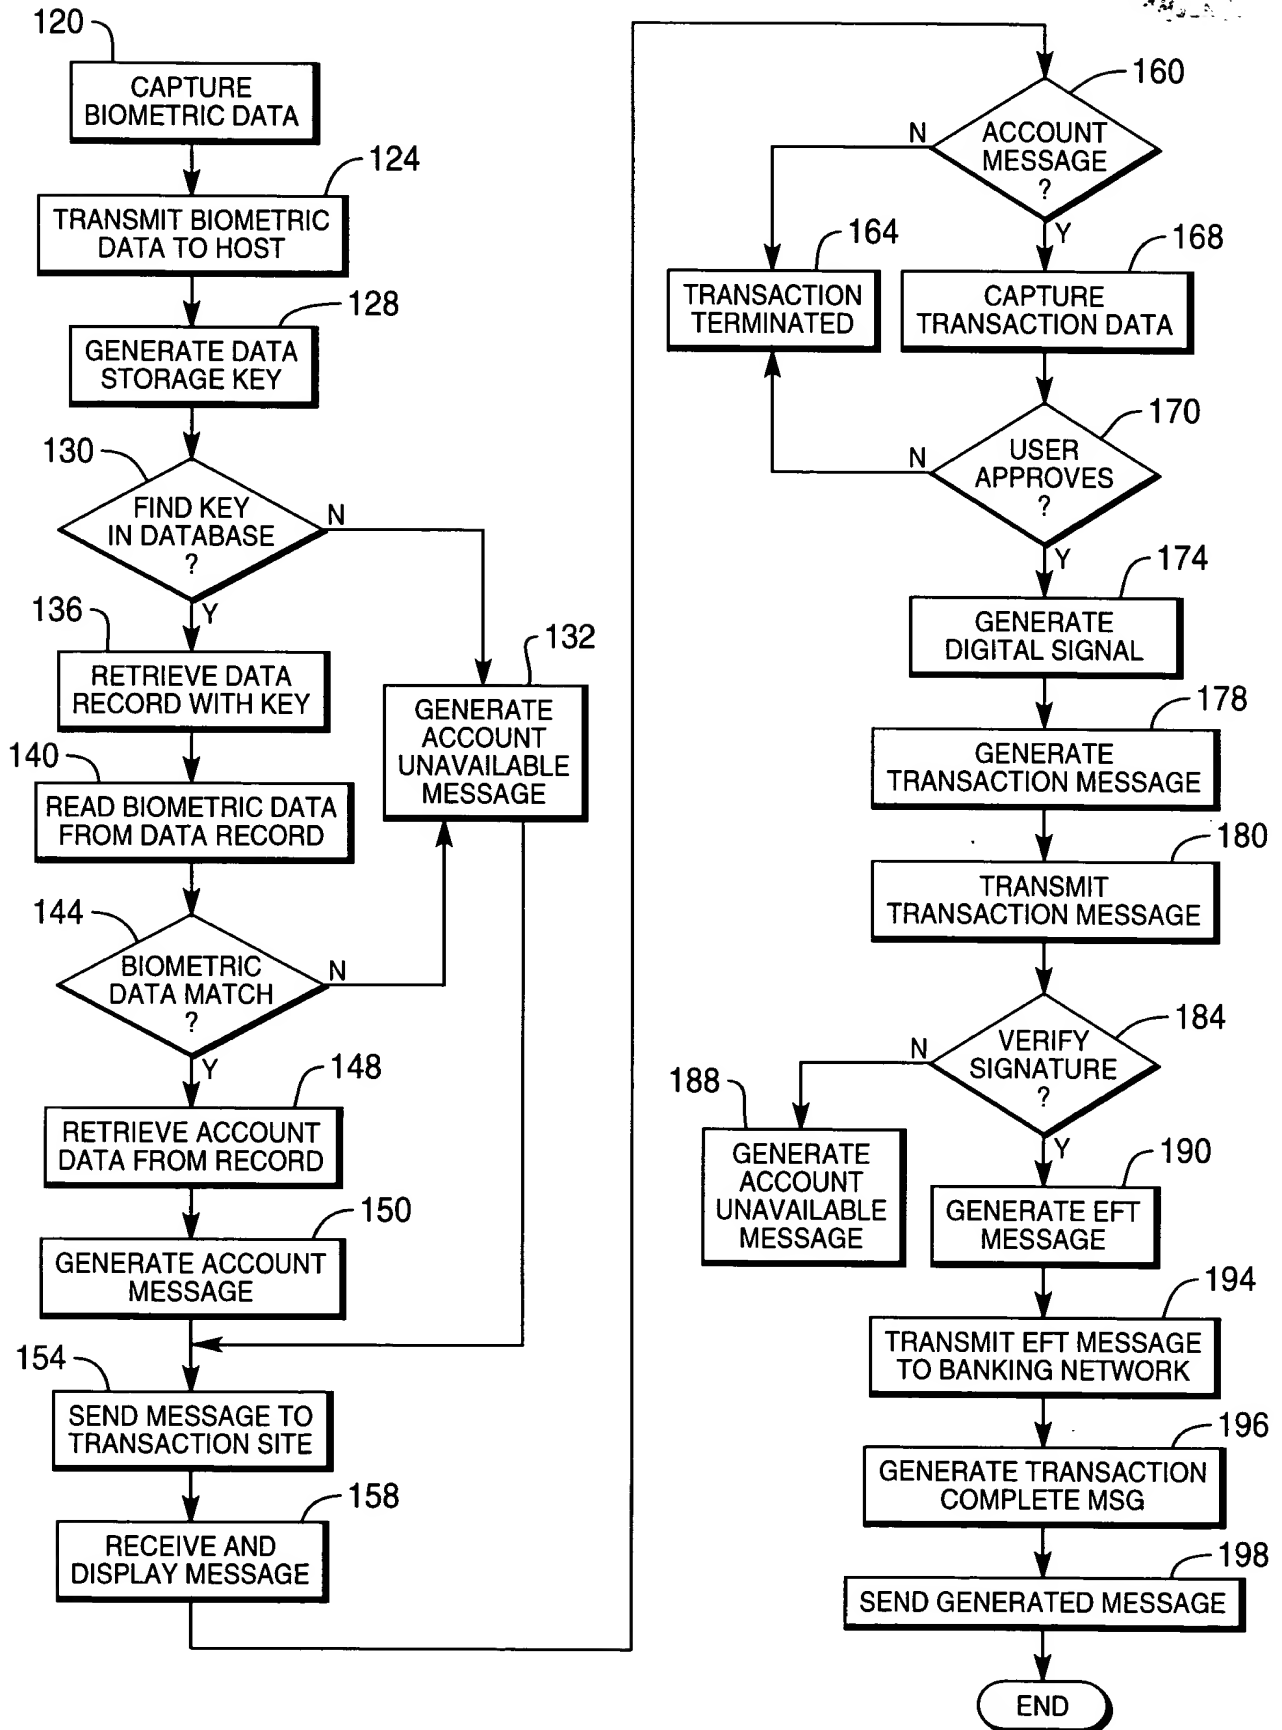 120
CAPTURE
BIOMETRIC DATA
124
TRANSMIT BIOMETRIC
DATA TO HOST
128
GENERATE DATA
STORAGE KEY
130
FIND KEY
IN DATABASE
?
N
Y
136
RETRIEVE DATA
RECORD WITH KEY
132
GENERATE
ACCOUNT
UNAVAILABLE
MESSAGE
140
READ BIOMETRIC DATA
FROM DATA RECORD
144
BIOMETRIC
DATA MATCH
?
N
Y
148
RETRIEVE ACCOUNT
DATA FROM RECORD
150
GENERATE ACCOUNT
MESSAGE
154
SEND MESSAGE TO
TRANSACTION SITE
158
RECEIVE AND
DISPLAY MESSAGE
160
ACCOUNT
MESSAGE
?
N
Y
164
TRANSACTION
TERMINATED
168
CAPTURE
TRANSACTION DATA
170
USER
APPROVES
?
N
Y
174
GENERATE
DIGITAL SIGNAL
178
GENERATE
TRANSACTION MESSAGE
180
TRANSMIT
TRANSACTION MESSAGE
184
VERIFY
SIGNATURE
?
N
Y
188
GENERATE
ACCOUNT
UNAVAILABLE
MESSAGE
190
GENERATE EFT
MESSAGE
194
TRANSMIT EFT MESSAGE
TO BANKING NETWORK
196
GENERATE TRANSACTION
COMPLETE MSG
198
SEND GENERATED MESSAGE
END